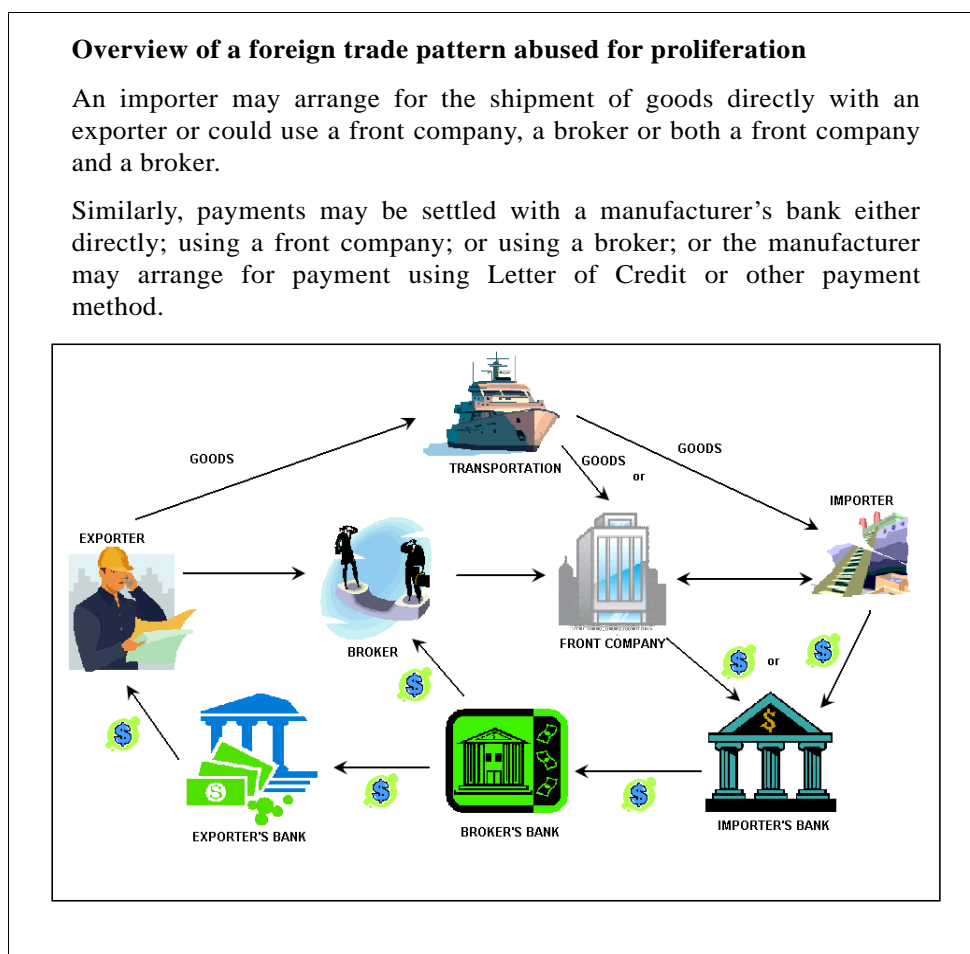 Overview of a foreign trade pattern abused for proliferation
An importer may arrange for the shipment of goods directly with an
exporter or could use a front company, a broker or both a front company
and a broker.
Similarly, payments may be settled with a manufacturer's bank either
directly; using a front company; or using a broker; or the manufacturer
may arrange for payment using Letter of Credit or other payment
method.
GOODS
TRANSPORTATION
GOODS
or
GOODS
IMPORTER
EXPORTER
BROKER
FRONT COMPANY
$
$ or $
$
$
$
$
$
EXPORTER'S BANK
BROKER'S BANK
IMPORTER'S BANK